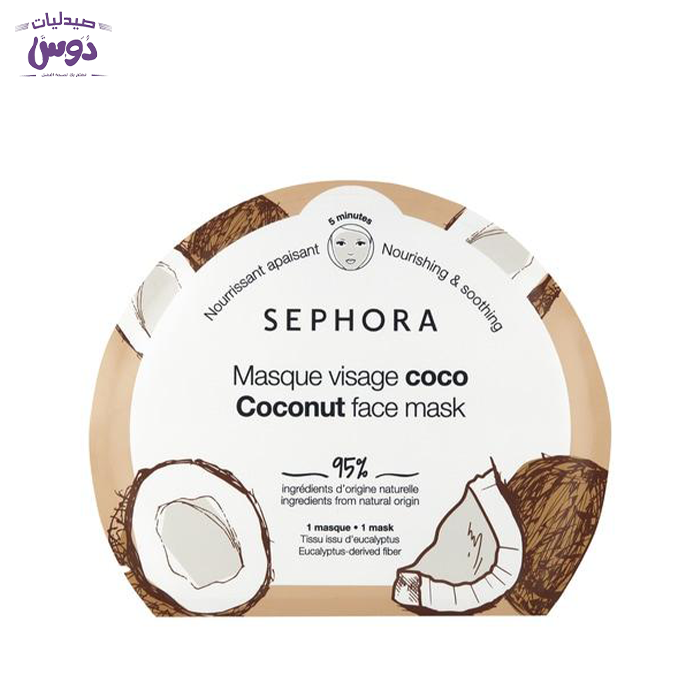 صيدليات
دُوسّ
5 minutes
Nourrissant apaisant
Nourishing & soothing
SEPHORA
Masque visage coco
Coconut face mask
95%
ingrédients d'origine naturelle
ingredients from natural origin
1 masque • 1 mask
Tissu issu d'eucalyptus
Eucalyptus-derived fiber